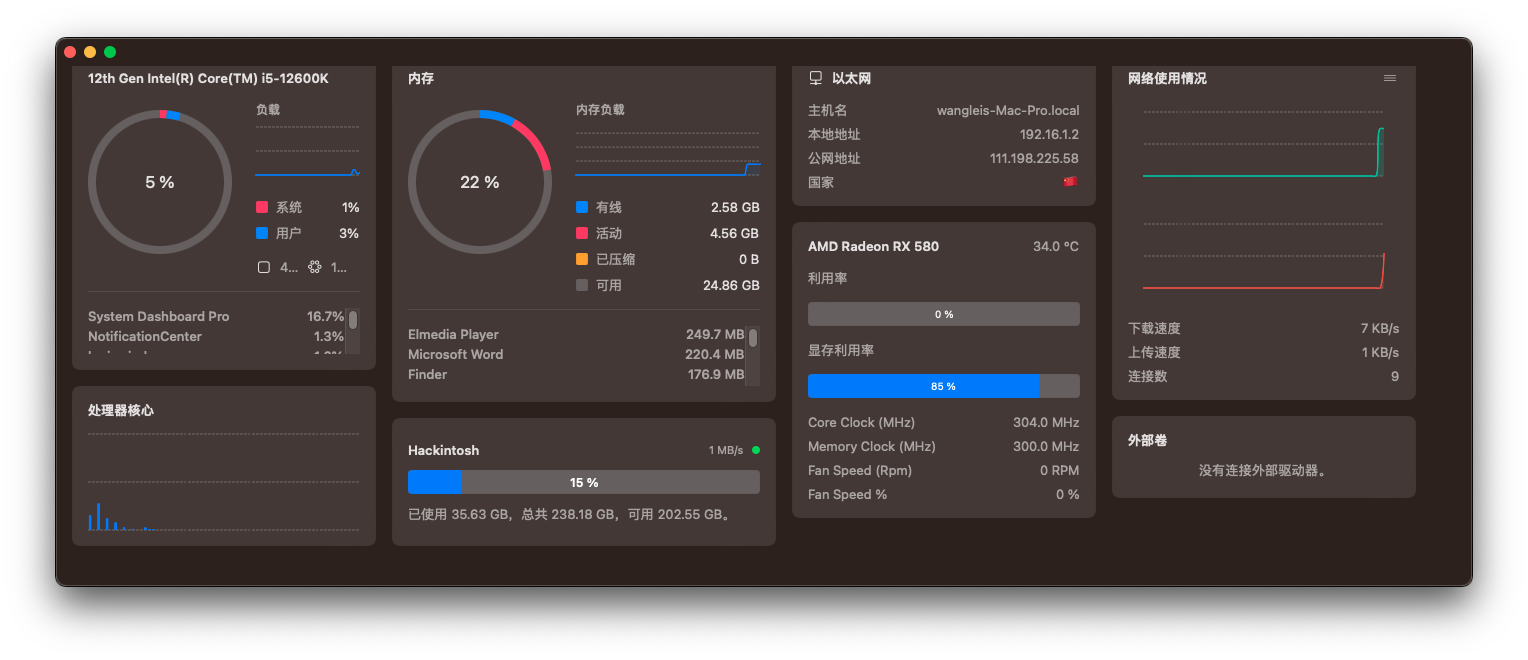 12th Gen Intel(R) Core(TM) i5-12600K
负载
5 %
系统 1%
用户 3%
4... 1...
System Dashboard Pro 16.7%
NotificationCenter 1.3%
处理器核心
内存
内存负载
22 %
有线 2.58 GB
活动 4.56 GB
已压缩 0 B
可用 24.86 GB
Elmedia Player 249.7 MB
Microsoft Word 220.4 MB
Finder 176.9 MB
Hackintosh 1 MB/s
15 %
已使用 35.63 GB，总共 238.18 GB，可用 202.55 GB。
以太网
主机名 wangleis-Mac-Pro.local
本地地址 192.16.1.2
公网地址 111.198.225.58
国家
AMD Radeon RX 580 34.0 °C
利用率
0 %
显存利用率
85 %
Core Clock (MHz) 304.0 MHz
Memory Clock (MHz) 300.0 MHz
Fan Speed (Rpm) 0 RPM
Fan Speed % 0 %
网络使用情况
下载速度 7 KB/s
上传速度 1 KB/s
连接数 9
外部卷
没有连接外部驱动器。